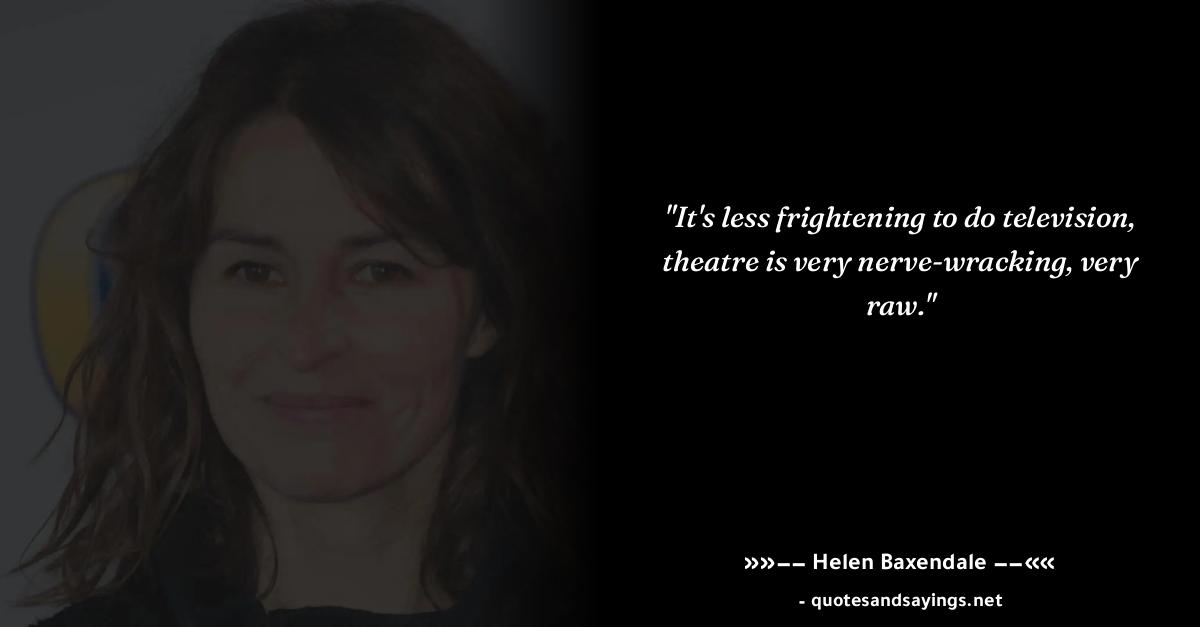 "It's less frightening to do television,
theatre is very nerve-wracking, very
raw."
»»−− Helen Baxendale −−««
- quotesandsayings.net